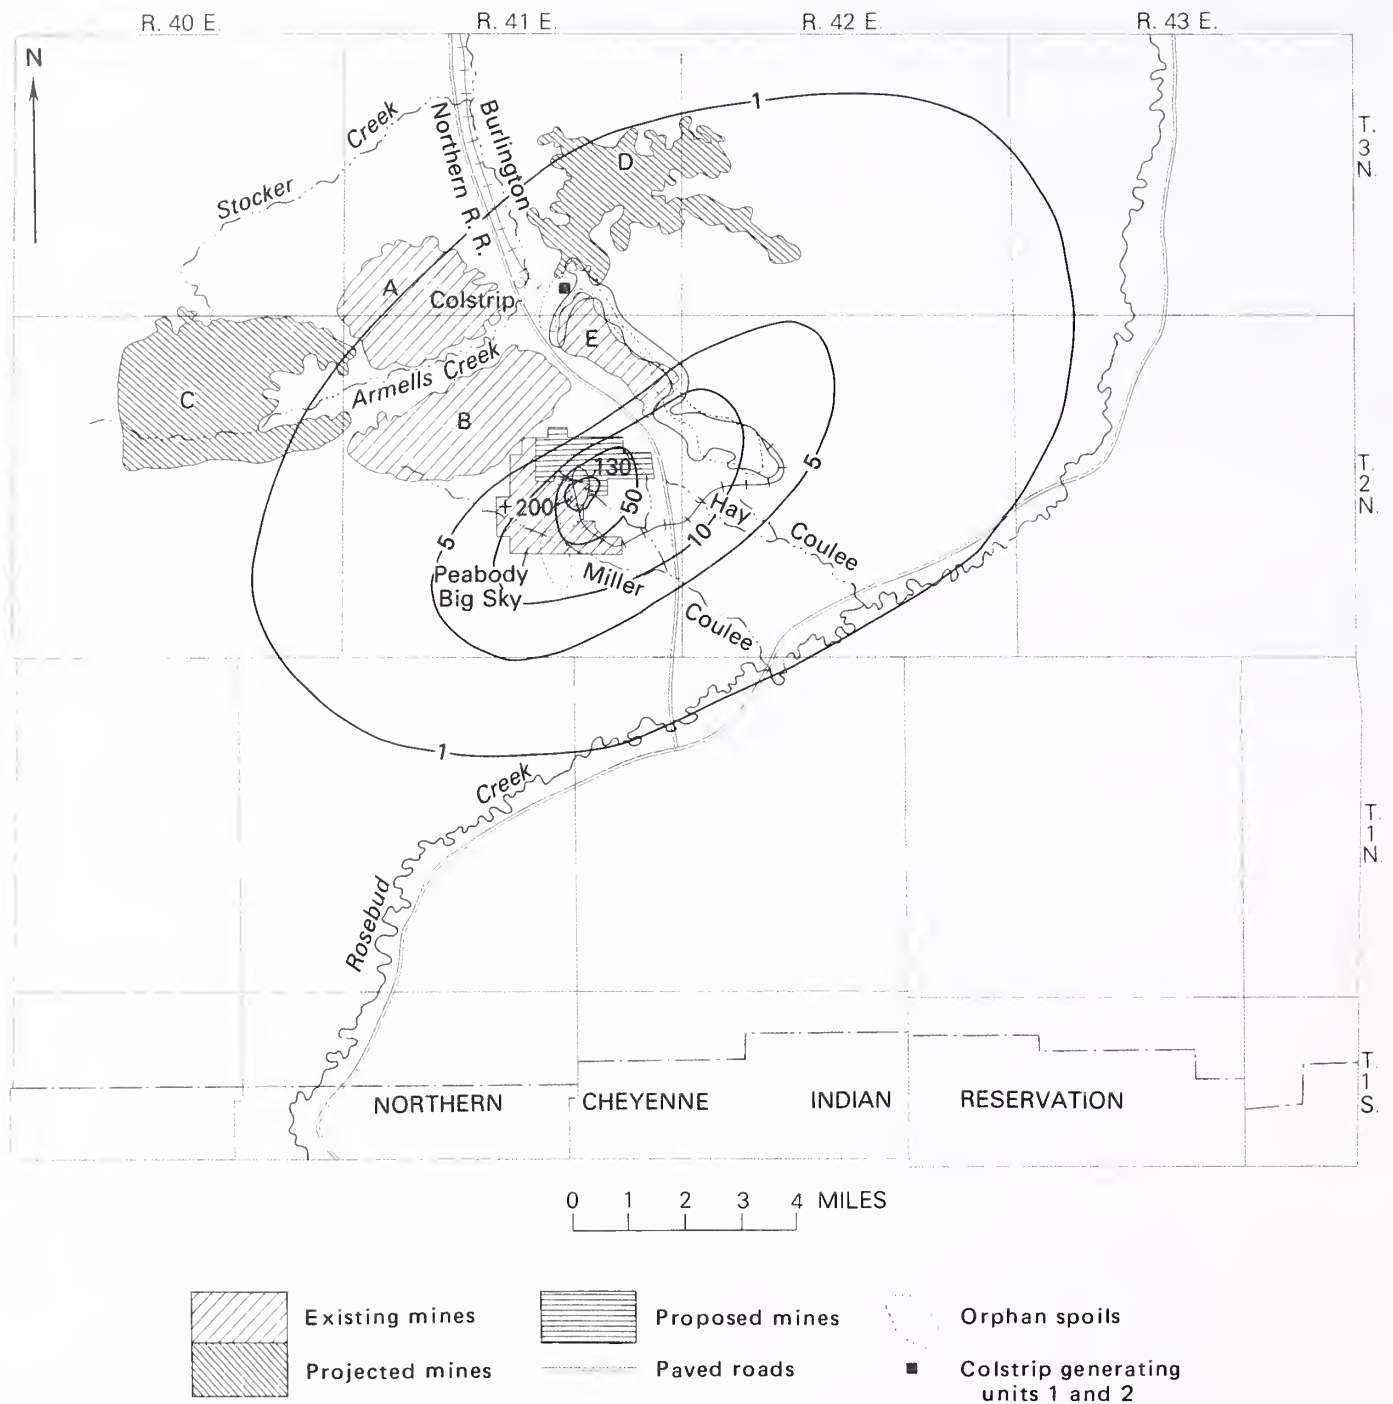 R. 40 E. R. 41 E. R. 42 E. R. 43 E.
N
1
Burlington
Northern R. R.
Stocker Creek
D
T. 3 N.
A
Colstrip
E
Armells Creek
C
B
5
130
+200
50
Hay Coulee
10
T. 2 N.
5
Peabody
Big Sky
Miller Coulee
1
Rosebud Creek
T. 1 N.
NORTHERN CHEYENNE INDIAN RESERVATION
T. 1 S.
0 1 2 3 4 MILES
Existing mines
Projected mines
Proposed mines
Paved roads
Orphan spoils
Colstrip generating
units 1 and 2